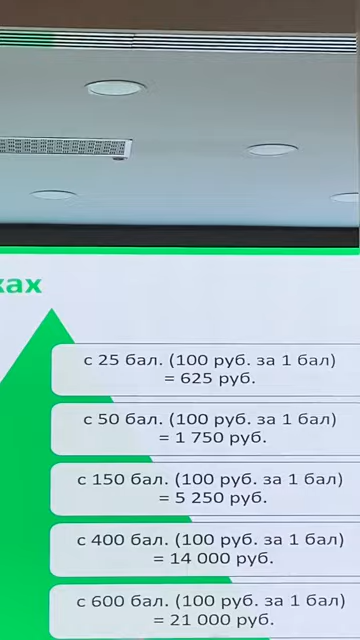 ках
с 25 бал. (100 руб. за 1 бал)
= 625 руб.
с 50 бал. (100 руб. за 1 бал)
= 1 750 руб.
с 150 бал. (100 руб. за 1 бал)
= 5 250 руб.
с 400 бал. (100 руб. за 1 бал)
= 14 000 руб.
с 600 бал. (100 руб. за 1 бал)
= 21 000 руб.